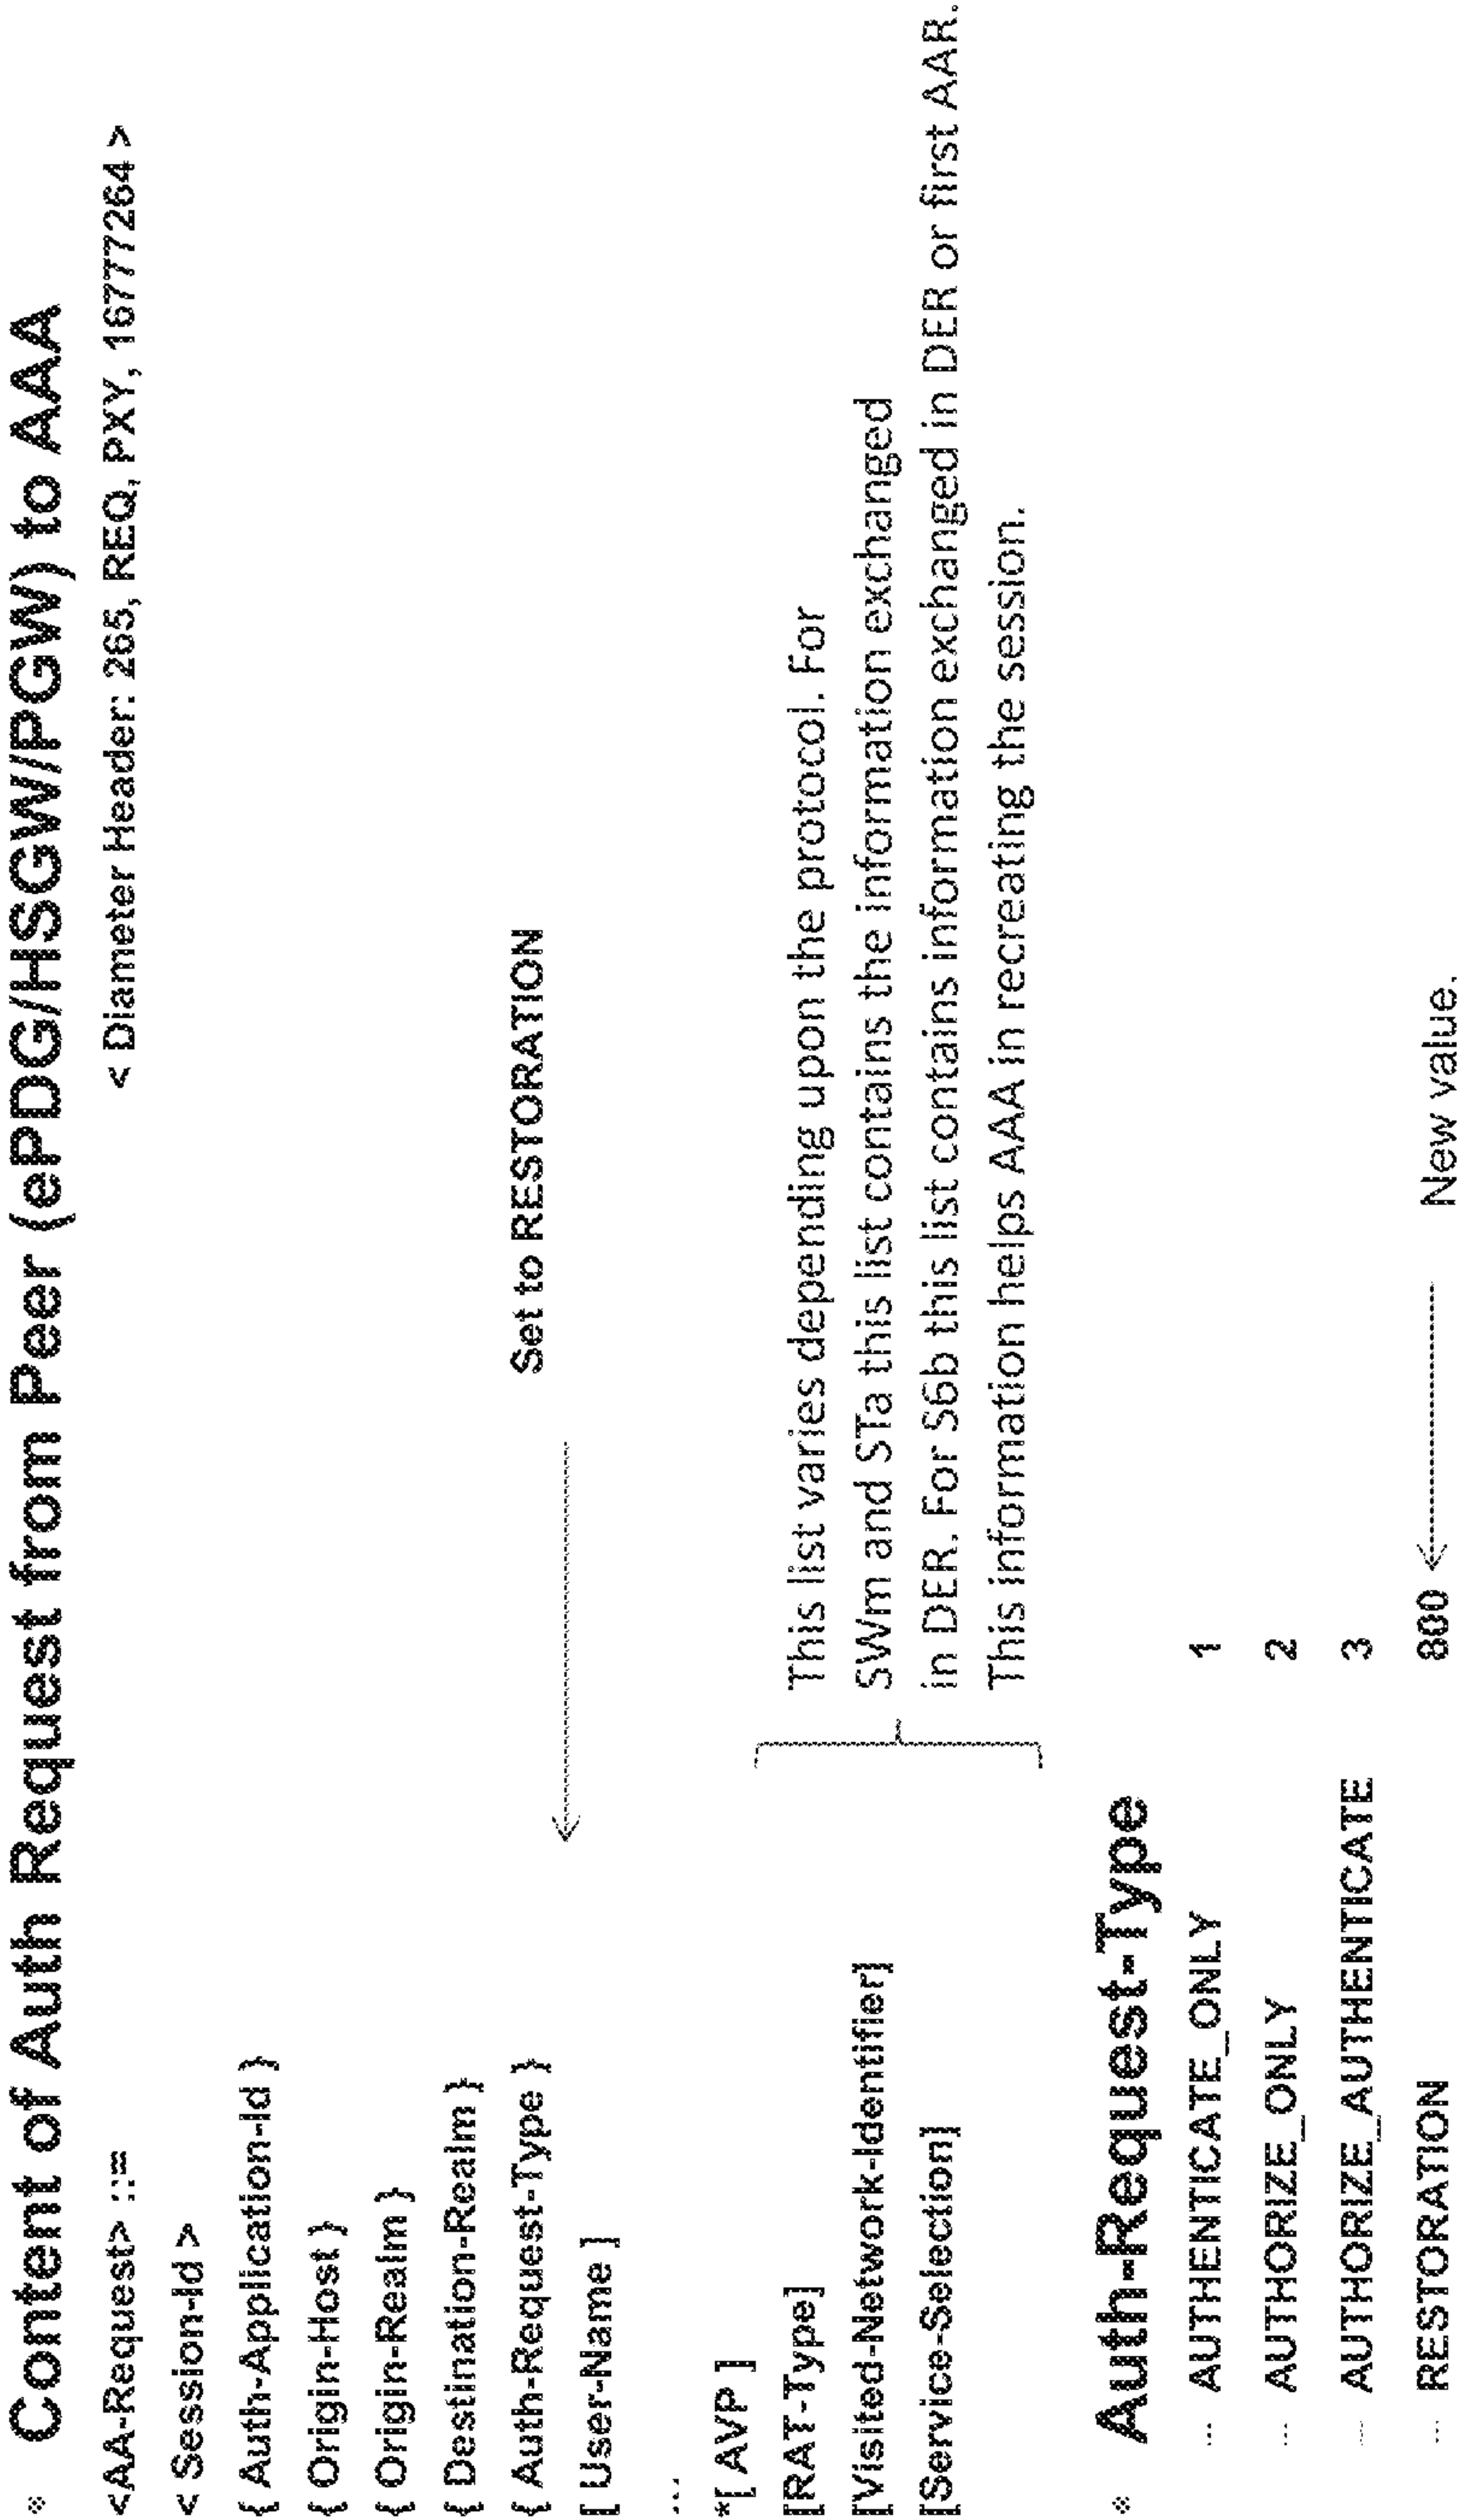 Content of Auth Request from Peer (ePDG/HSGW/PGW) to AAA
<AA-Request> ::= < Diameter Header: 265, REQ, PXY, 16777264 >
< Session-Id >
{ Auth-Application-Id }
{ Origin-Host }
{ Origin-Realm }
{ Destination-Realm }
{ Auth-Request-Type } Set to RESTORATION
[ User-Name ]
...
*[ AVP ]
[RAT-Type] This list varies depending upon the protocol. For
[Visited-Network-Identifier] SWm and STa this list contains the information exchanged
[Service-Selection] in DER. For S6b this list contains information exchanged in DER or first AAR.
This information helps AAA in recreating the session.
Auth-Request-Type
... AUTHENTICATE_ONLY 1
... AUTHORIZE_ONLY 2
... AUTHORIZE_AUTHENTICATE 3
... RESTORATION 800 New value.